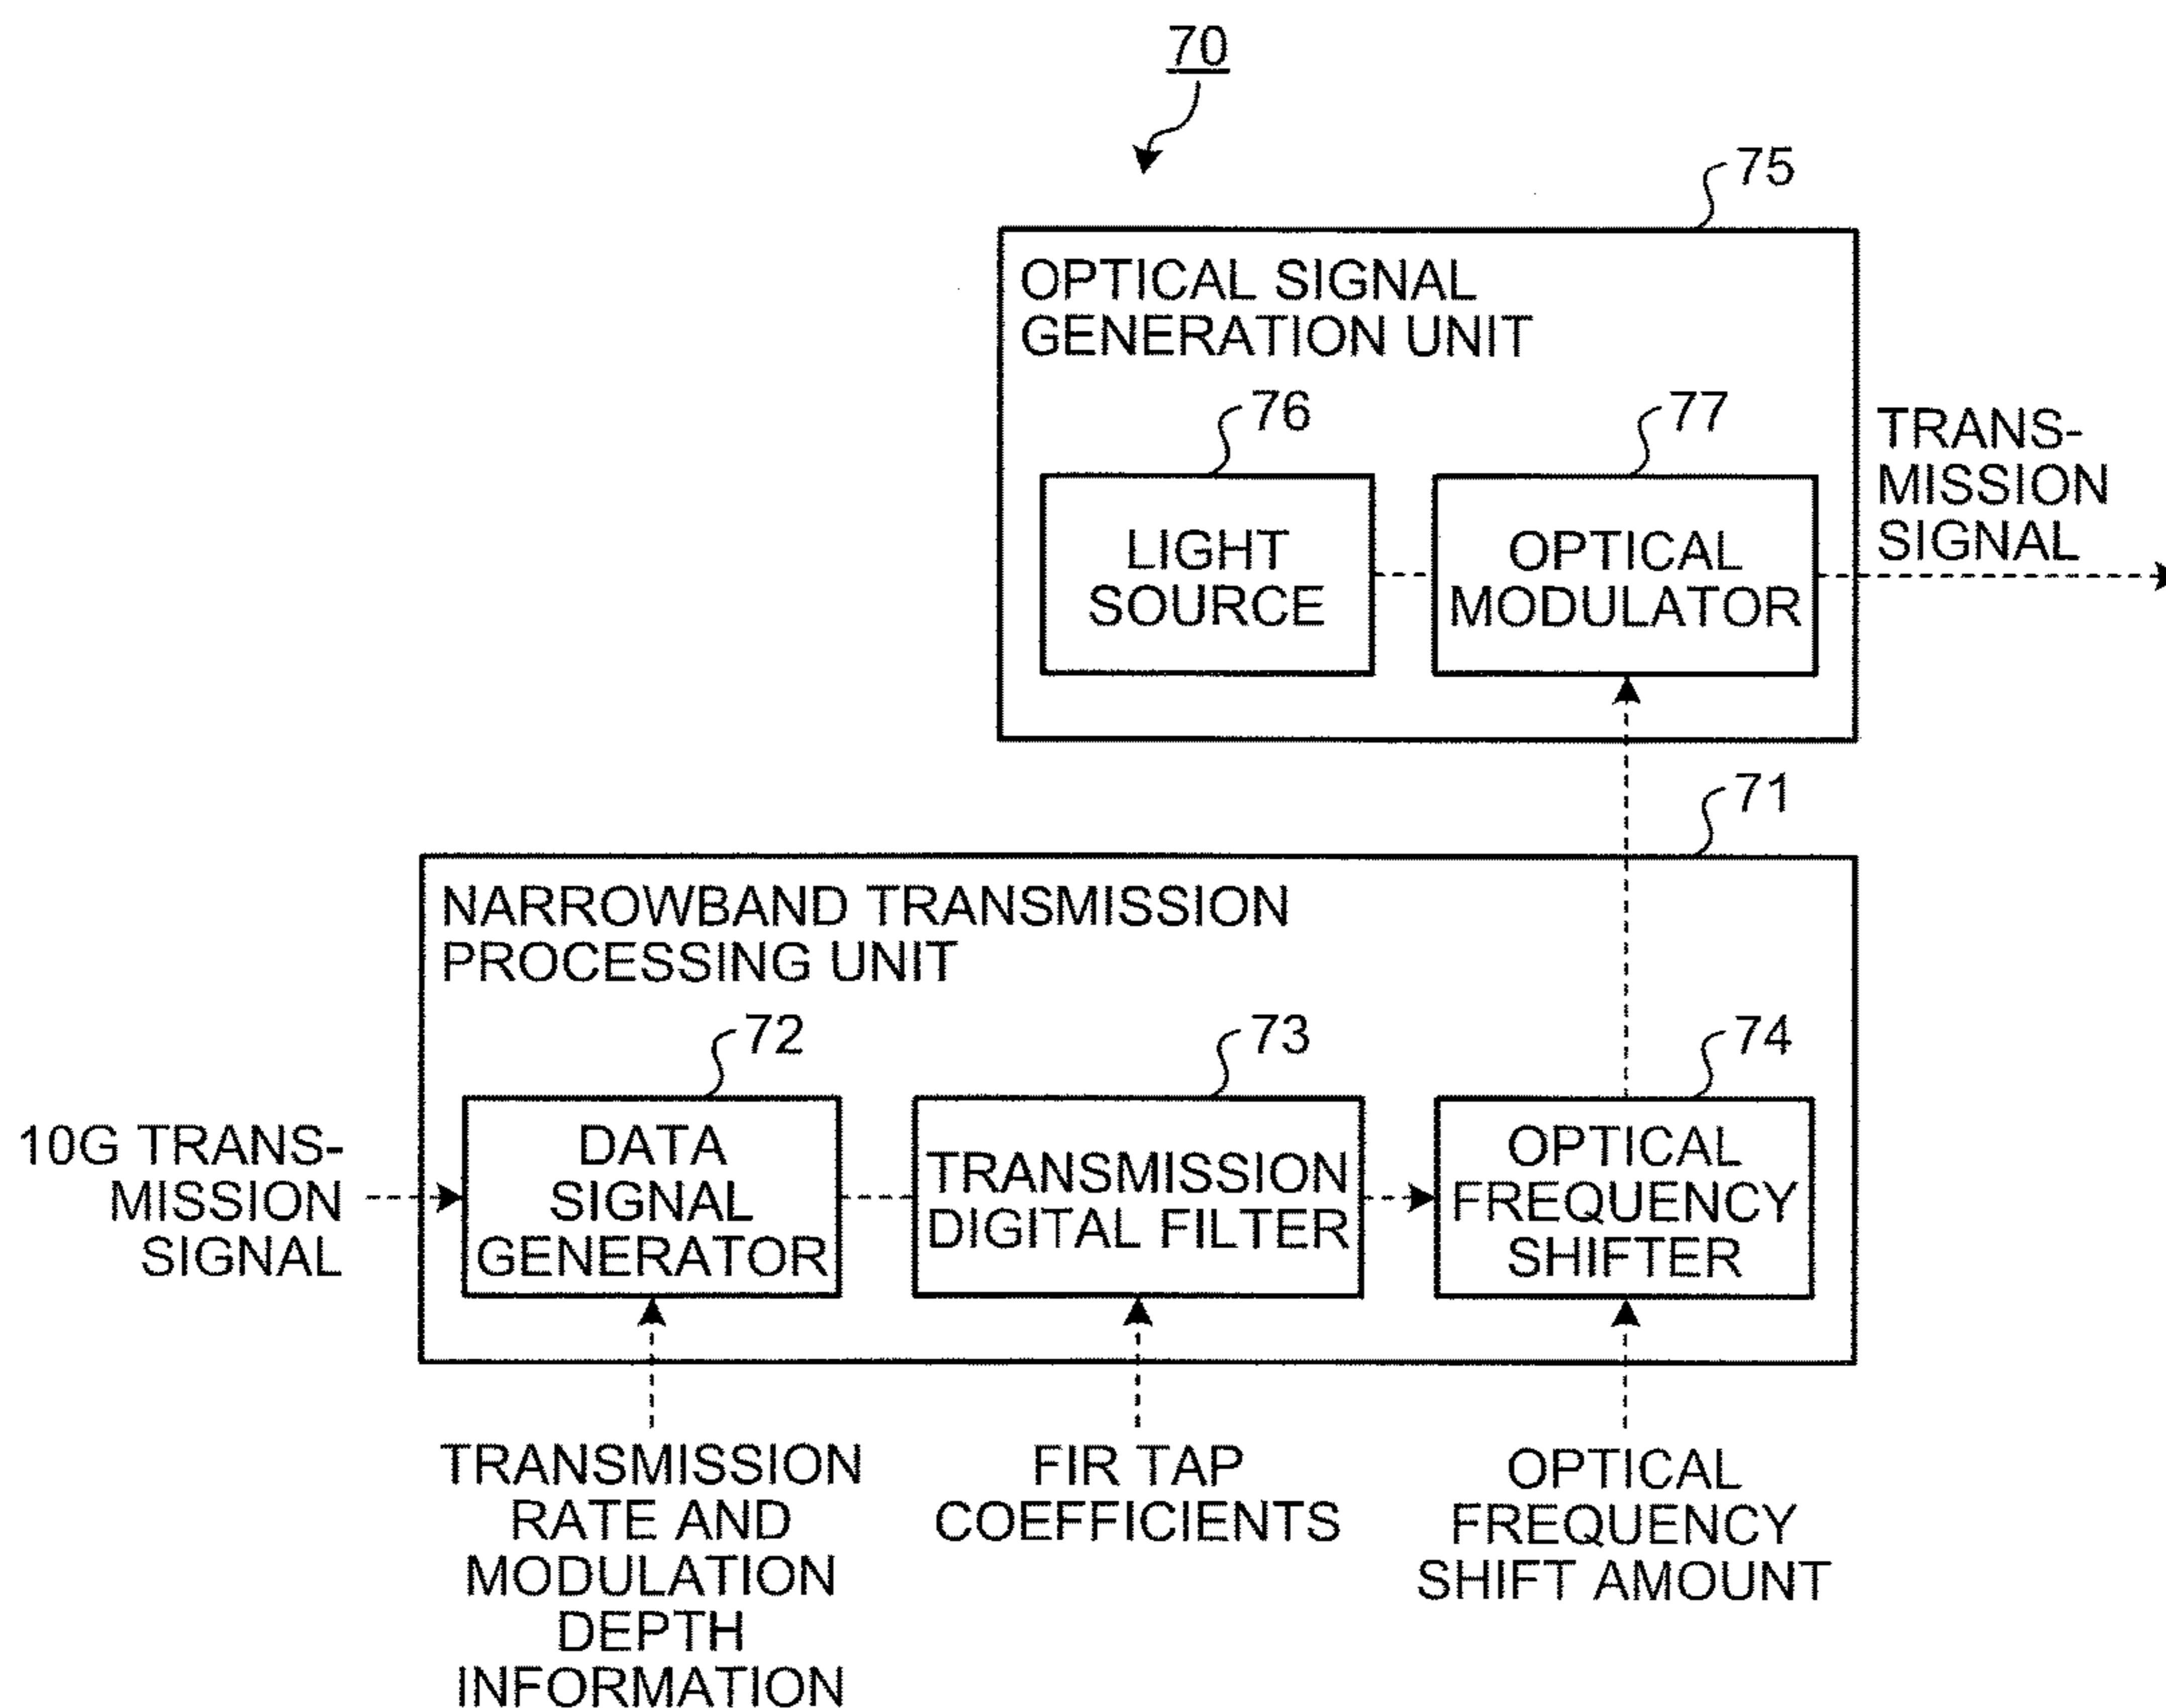 70
75
OPTICAL SIGNAL
GENERATION UNIT
76
77
LIGHT
SOURCE
OPTICAL
MODULATOR
TRANS-
MISSION
SIGNAL
71
NARROWBAND TRANSMISSION
PROCESSING UNIT
72
73
74
10G TRANS-
MISSION
SIGNAL
DATA
SIGNAL
GENERATOR
TRANSMISSION
DIGITAL FILTER
OPTICAL
FREQUENCY
SHIFTER
TRANSMISSION
RATE AND
MODULATION
DEPTH
INFORMATION
FIR TAP
COEFFICIENTS
OPTICAL
FREQUENCY
SHIFT AMOUNT